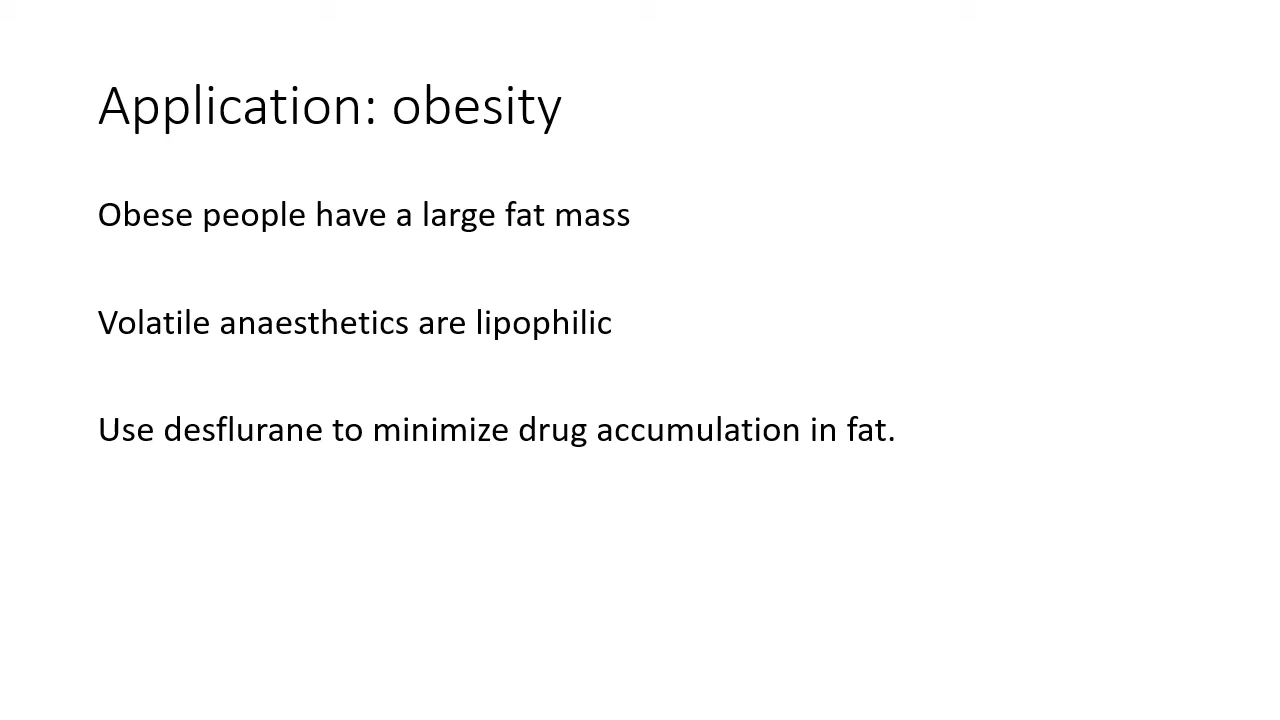 Application: obesity
Obese people have a large fat mass
Volatile anaesthetics are lipophilic
Use desflurane to minimize drug accumulation in fat.